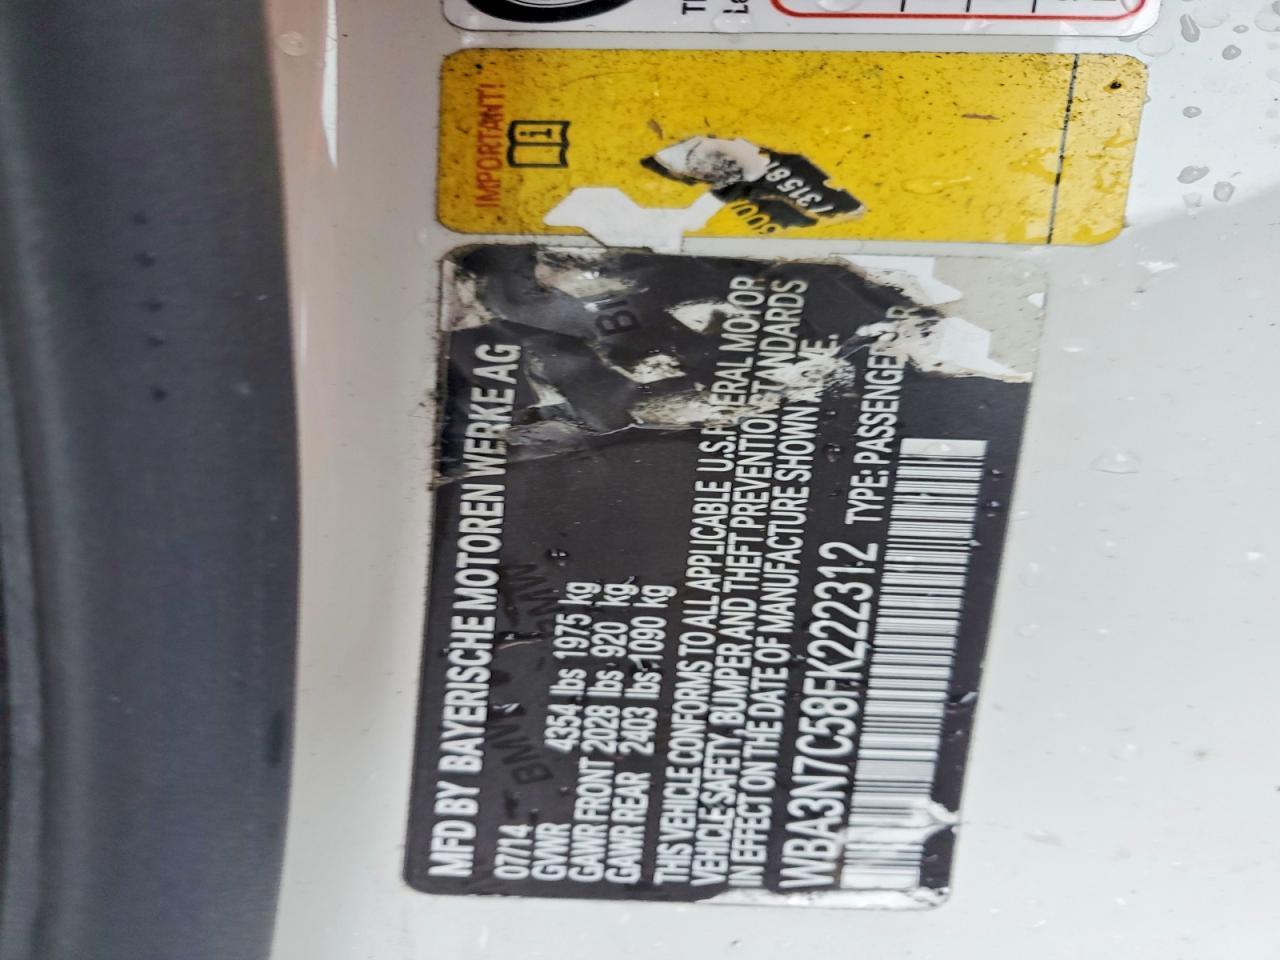 IMPORTANT!
MFD BY BAYERISCHE MOTOREN WERKE AG
07/14
GVWR 4354 lbs 1975 kg
GAWR FRONT 2028 lbs 920 kg
GAWR REAR 2403 lbs 1090 kg
THIS VEHICLE CONFORMS TO ALL APPLICABLE U.S. FEDERAL MOTOR
VEHICLE SAFETY, BUMPER AND THEFT PREVENTION STANDARDS
IN EFFECT ON THE DATE OF MANUFACTURE SHOWN ABOVE.
WBA3N7C58FK222312 TYPE: PASSENGER CAR